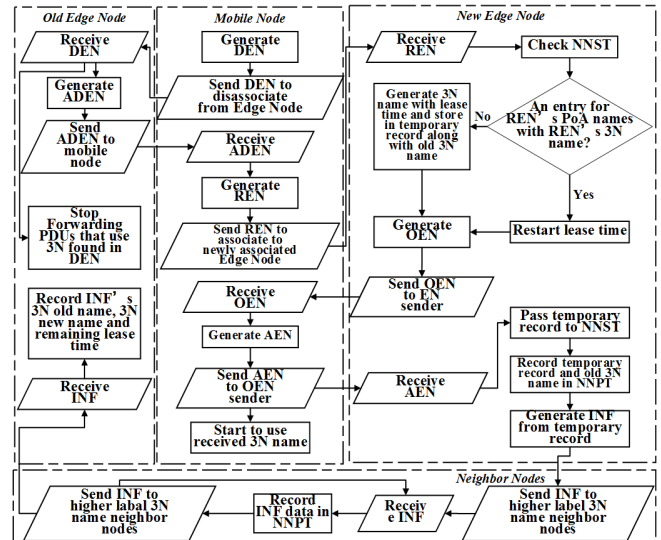 Old Edge Node
Receive
DEN
Generate
ADEN
Send
ADEN to
mobile
node
Stop
Forwarding
PDUs that use
3N found in
DEN
Record INF's
3N old name, 3N
new name and
remaining lease
time
Receive
INF
Mobile Node
Generate
DEN
Send DEN to
disassociate
from Edge Node
Receive
ADEN
Generate
REN
Send REN to
associate to
newly associated
Edge Node
Receive
OEN
Generate AEN
Send AEN
to OEN
sender
Start to use
received 3N name
New Edge Node
Receive
REN
Check NNST
An entry for
REN's PoA names
with REN's 3N
name?
No
Yes
Generate 3N
name with lease
time and store
in temporary
record along
with old 3N
name
Restart lease time
Generate
OEN
Send OEN
to EN
sender
Receive
AEN
Pass temporary
record to NNST
Record temporary
record and old 3N
name in NNPT
Generate INF
from temporary
record
Neighbor Nodes
Send INF to
higher label 3N
name neighbor
nodes
Record
INF data in
NNPT
Receiv
e INF
Send INF to
higher label 3N
name neighbor
nodes